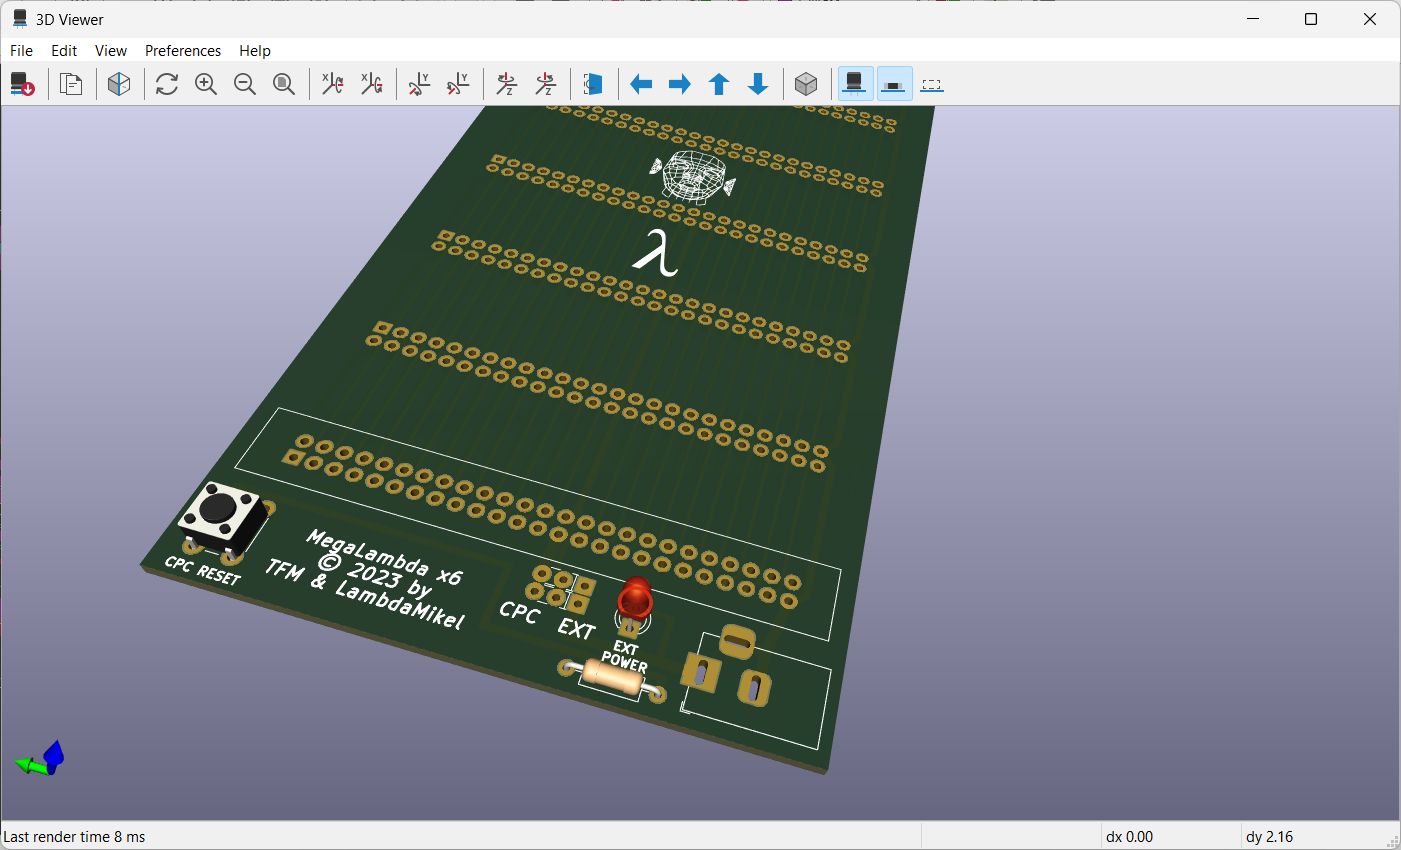 3D Viewer
File Edit View Preferences Help
X
X
Y
Y
Z
Z
λ
MegaLambda x6
© 2023 by
TFM & LambdaMikel
CPC RESET
CPC EXT
EXT
POWER
Last render time 8 ms
dx 0.00
dy 2.16